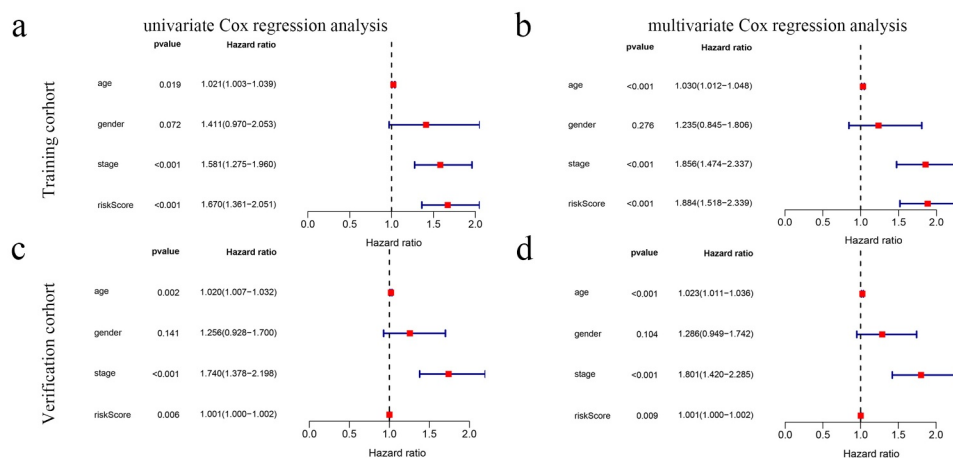 a
univariate Cox regression analysis
pvalue Hazard ratio
age 0.019 1.021(1.003−1.039)
gender 0.072 1.411(0.970−2.053)
stage <0.001 1.581(1.275−1.960)
riskScore <0.001 1.670(1.361−2.051)
0.0 0.5 1.0 1.5 2.0
Hazard ratio
Training corhort
b
multivariate Cox regression analysis
pvalue Hazard ratio
age <0.001 1.030(1.012−1.048)
gender 0.276 1.235(0.845−1.806)
stage <0.001 1.856(1.474−2.337)
riskScore <0.001 1.884(1.518−2.339)
0.0 0.5 1.0 1.5 2.0
Hazard ratio
c
pvalue Hazard ratio
age 0.002 1.020(1.007−1.032)
gender 0.141 1.256(0.928−1.700)
stage <0.001 1.740(1.378−2.198)
riskScore 0.006 1.001(1.000−1.002)
0.0 0.5 1.0 1.5 2.0
Hazard ratio
Verification corhort
d
pvalue Hazard ratio
age <0.001 1.023(1.011−1.036)
gender 0.104 1.286(0.949−1.742)
stage <0.001 1.801(1.420−2.285)
riskScore 0.009 1.001(1.000−1.002)
0.0 0.5 1.0 1.5 2.0
Hazard ratio